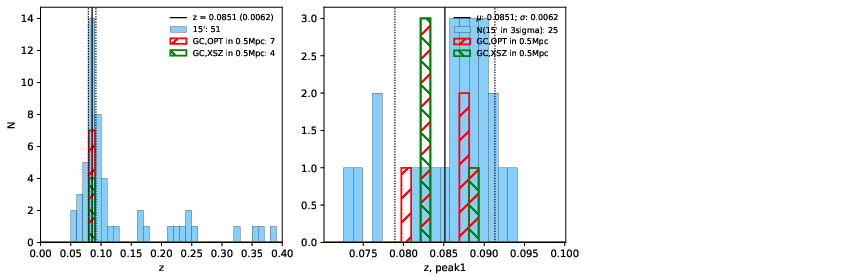 z = 0.0851 (0.0062)
15': 51
GC,OPT in 0.5Mpc: 7
GC,XSZ in 0.5Mpc: 4
14
12
10
8
6
4
2
0
N
0.00 0.05 0.10 0.15 0.20 0.25 0.30 0.35 0.40
z
μ: 0.0851; σ: 0.0062
N(15' in 3sigma): 25
GC,OPT in 0.5Mpc
GC,XSZ in 0.5Mpc
3.0
2.5
2.0
1.5
1.0
0.5
0.0
0.075 0.080 0.085 0.090 0.095 0.100
z, peak1